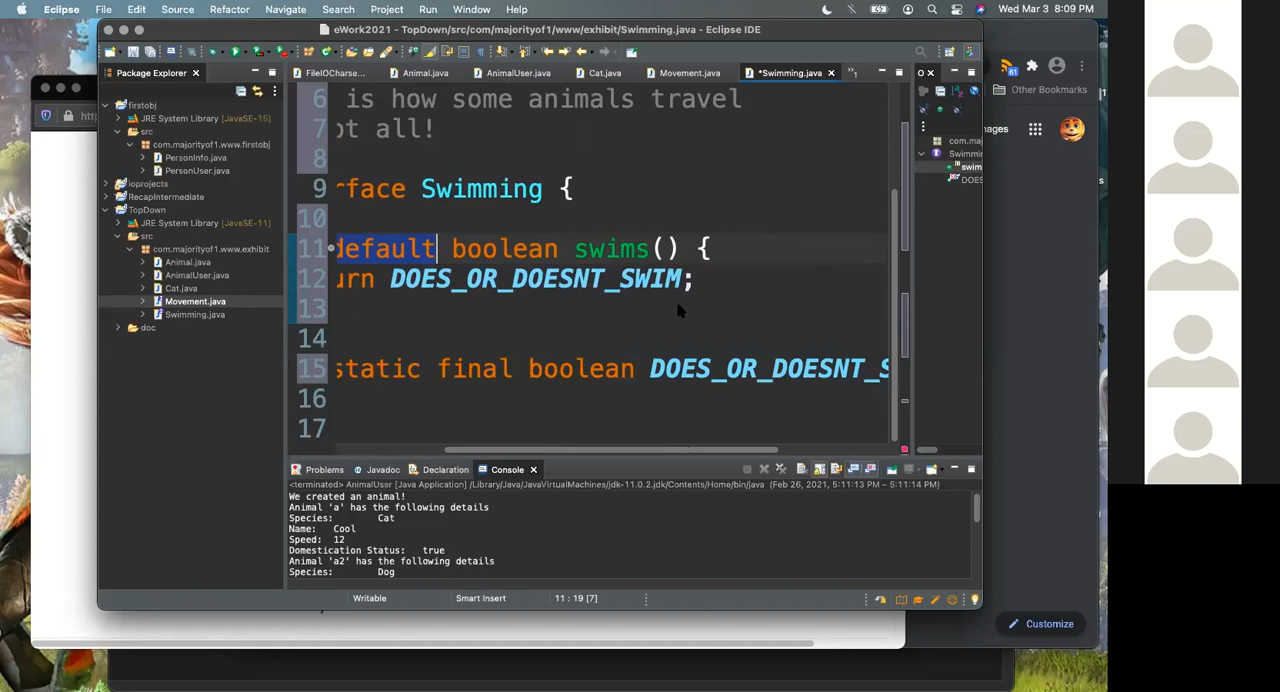 Eclipse File Edit Source Refactor Navigate Search Project Run Window Help Wed Mar 3 8:09 PM
eWork2021 - TopDown/src/com/majorityof1/www/exhibit/Swimming.java - Eclipse IDE
Package Explorer
FileIOCharse... Animal.java AnimalUser.java Cat.java Movement.java *Swimming.java 1
O
61
Other Bookmarks
firstobj
JRE System Library [JavaSE-15]
src
com.majorityof1.www.firstobj
PersonInfo.java
PersonUser.java
ioprojects
RecapIntermediate
TopDown
JRE System Library [JavaSE-11]
src
com.majorityof1.www.exhibit
Animal.java
AnimalUser.java
Cat.java
Movement.java
Swimming.java
doc
6 is how some animals travel
7 ot all!
8
9 rface Swimming {
10
11 default boolean swims() {
12 urn DOES_OR_DOESNT_SWIM;
13
14
15 static final boolean DOES_OR_DOESNT_S
16
17
com.maj
Swimmin
swim
DOES
ages
Problems Javadoc Declaration Console
<terminated> AnimalUser [Java Application] /Library/Java/JavaVirtualMachines/jdk-11.0.2.jdk/Contents/Home/bin/java (Feb 26, 2021, 5:11:13 PM – 5:11:14 PM)
We created an animal!
Animal 'a' has the following details
Species: Cat
Name: Cool
Speed: 12
Domestication Status: true
Animal 'a2' has the following details
Species: Dog
Writable Smart Insert 11 : 19 [7]
Customize